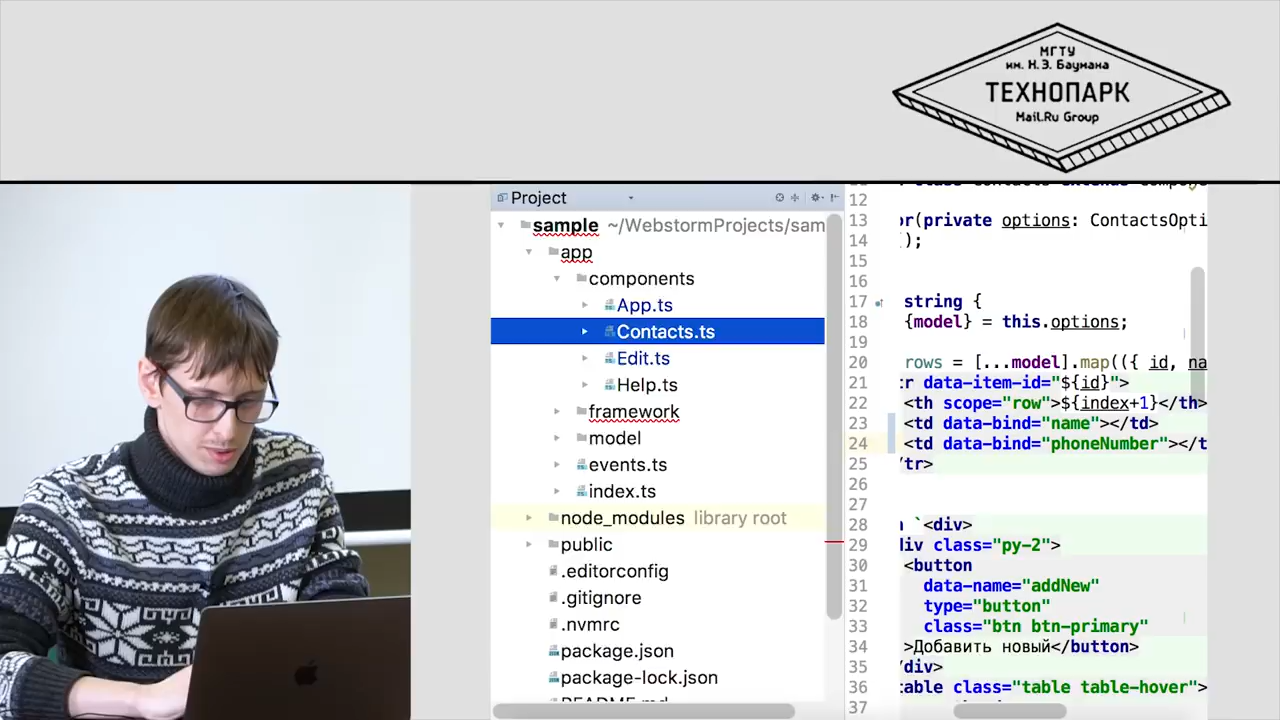 МГТУ
им. Н.Э. Баумана
ТЕХНОПАРК
Mail.Ru Group
Project
sample ~/WebstormProjects/sam
app
components
App.ts
Contacts.ts
Edit.ts
Help.ts
framework
model
events.ts
index.ts
node_modules library root
public
.editorconfig
.gitignore
.nvmrc
package.json
package-lock.json
README.md
12
13 or(private options: ContactsOpti
14 );
15
16
17 string {
18 {model} = this.options;
19
20 rows = [...model].map(({ id, na
21 tr data-item-id="${id}">
22 <th scope="row">${index+1}</th>
23 <td data-bind="name"></td>
24 <td data-bind="phoneNumber"></t
25 /tr>
26
27
28 `<div>
29 div class="py-2">
30 <button
31 data-name="addNew"
32 type="button"
33 class="btn btn-primary"
34 >Добавить новый</button>
35 /div>
36 table class="table table-hover">
37